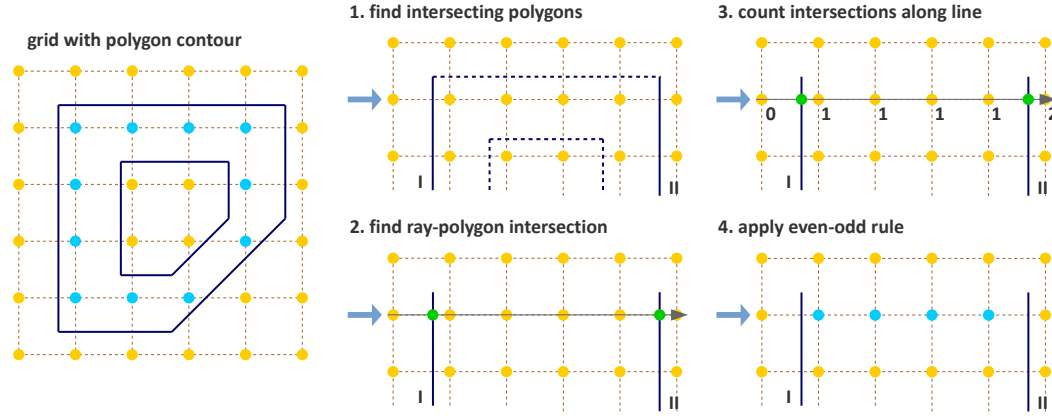 grid with polygon contour
1. find intersecting polygons
I
II
2. find ray-polygon intersection
I
II
3. count intersections along line
0 1 1 1 1 2
I
II
4. apply even-odd rule
I
II